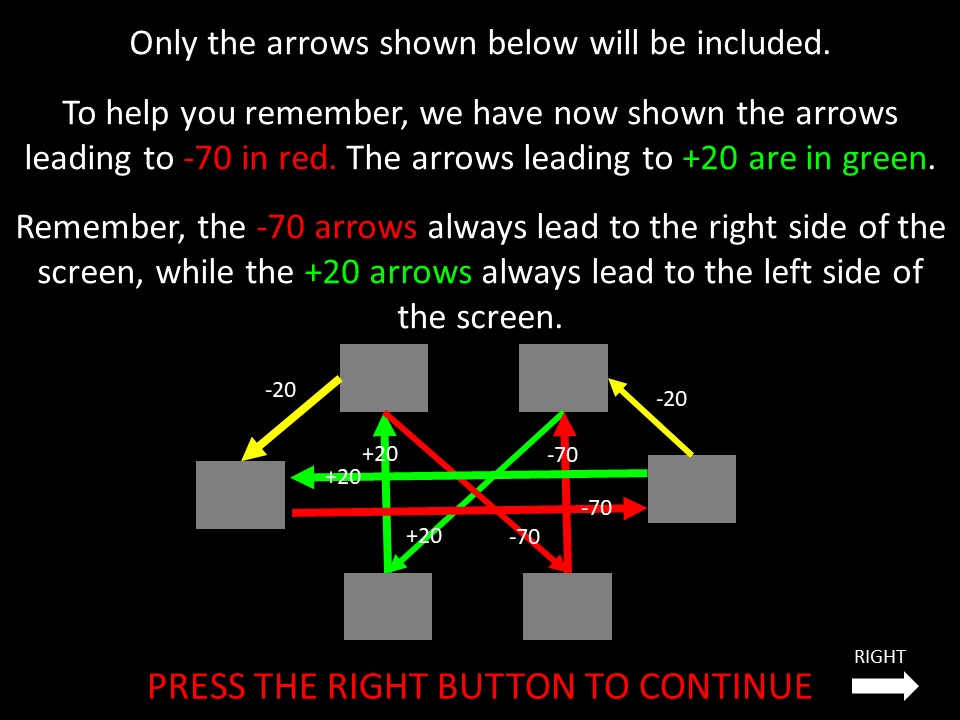 Only the arrows shown below will be included.
To help you remember, we have now shown the arrows
leading to -70 in red. The arrows leading to +20 are in green.
Remember, the -70 arrows always lead to the right side of the
screen, while the +20 arrows always lead to the left side of
the screen.
-20
-20
+20
-70
+20
-70
+20
-70
RIGHT
PRESS THE RIGHT BUTTON TO CONTINUE